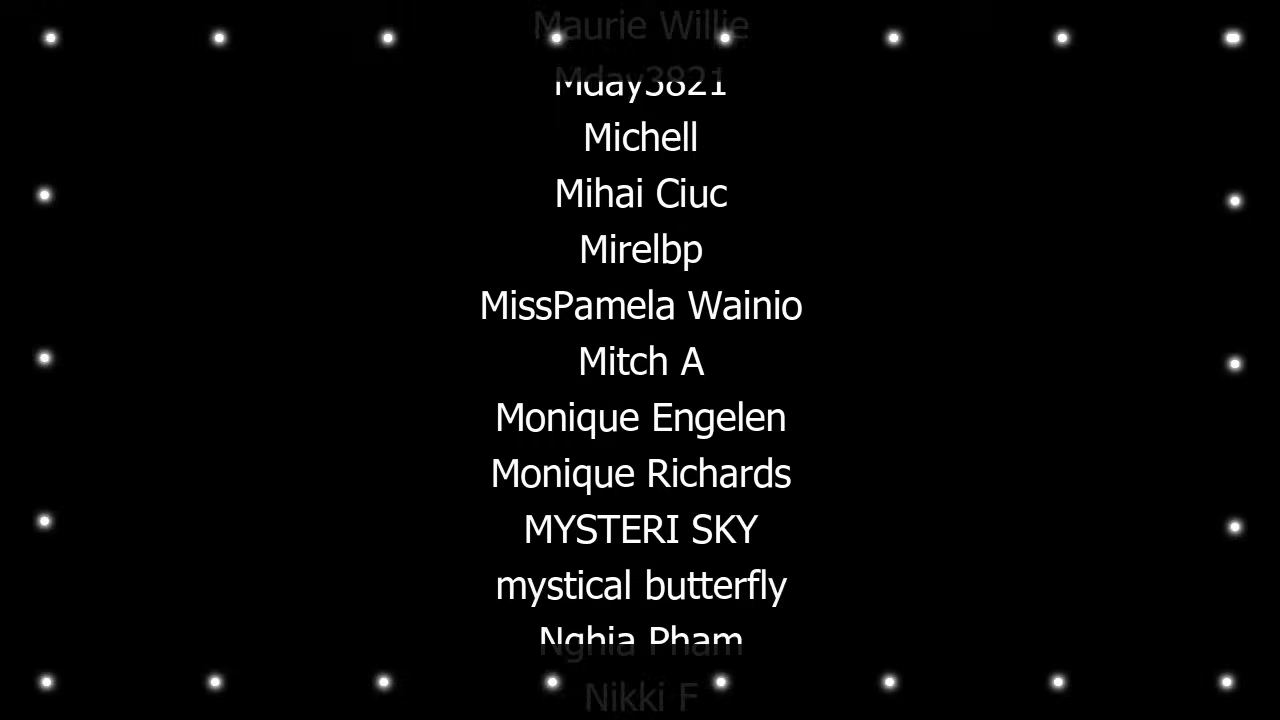 Maurie Willie
Mday3821
Michell
Mihai Ciuc
Mirelbp
MissPamela Wainio
Mitch A
Monique Engelen
Monique Richards
MYSTERI SKY
mystical butterfly
Nghia Pham
Nikki F